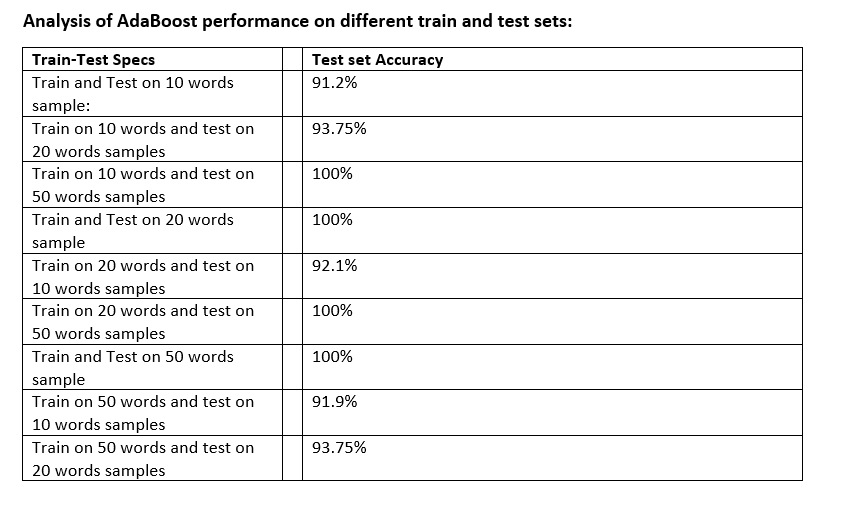 Analysis of AdaBoost performance on different train and test sets:
Train-Test Specs
Test set Accuracy
Train and Test on 10 words
sample:
91.2%
Train on 10 words and test on
20 words samples
93.75%
Train on 10 words and test on
50 words samples
100%
Train and Test on 20 words
sample
100%
Train on 20 words and test on
10 words samples
92.1%
Train on 20 words and test on
50 words samples
100%
Train and Test on 50 words
sample
100%
Train on 50 words and test on
10 words samples
91.9%
Train on 50 words and test on
20 words samples
93.75%